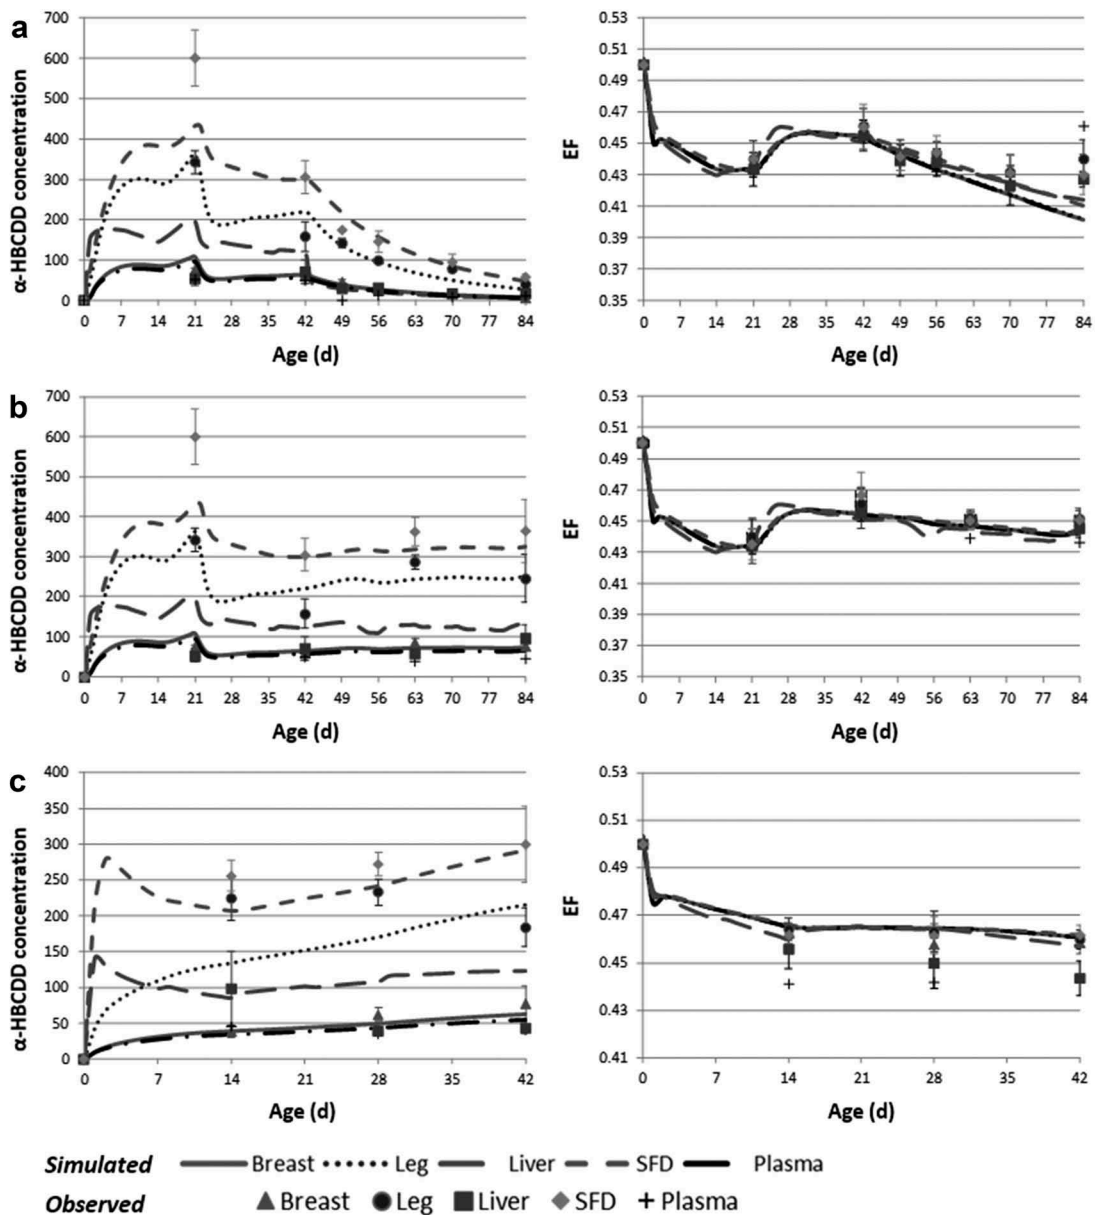 a
α-HBCDD concentration
700
600
500
400
300
200
100
0
0 7 14 21 28 35 42 49 56 63 70 77 84
Age (d)
EF
0.53
0.51
0.49
0.47
0.45
0.43
0.41
0.39
0.37
0.35
0 7 14 21 28 35 42 49 56 63 70 77 84
Age (d)
b
α-HBCDD concentration
700
600
500
400
300
200
100
0
0 7 14 21 28 35 42 49 56 63 70 77 84
Age (d)
EF
0.53
0.51
0.49
0.47
0.45
0.43
0.41
0.39
0.37
0.35
0 7 14 21 28 35 42 49 56 63 70 77 84
Age (d)
c
α-HBCDD concentration
400
350
300
250
200
150
100
50
0
0 7 14 21 28 35 42
Age (d)
EF
0.53
0.51
0.49
0.47
0.45
0.43
0.41
0 7 14 21 28 35 42
Age (d)
Simulated Breast Leg Liver SFD Plasma
Observed Breast Leg Liver SFD Plasma